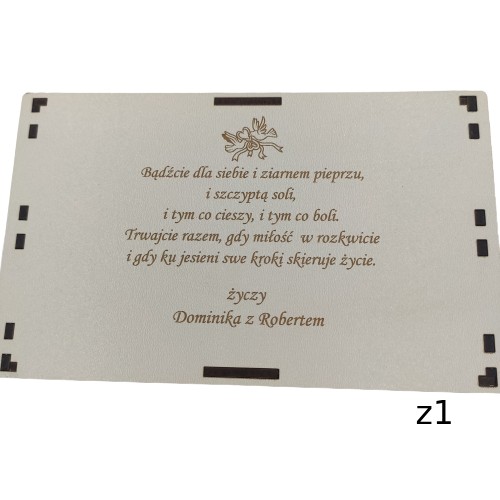 Bądźcie dla siebie i ziarnem pieprzu,
i szczyptą soli,
i tym co cieszy, i tym co boli.
Trwajcie razem, gdy miłość w rozkwicie
i gdy ku jesieni swe kroki skieruje życie.
życzy
Dominika z Robertem
z1